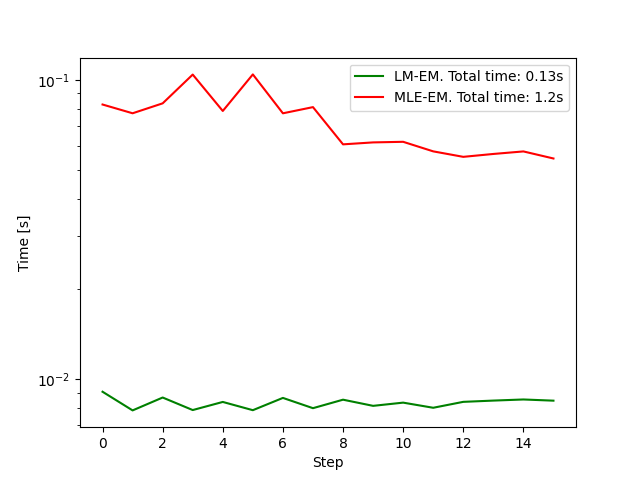 LM-EM. Total time: 0.13s
MLE-EM. Total time: 1.2s
10⁻¹
Time [s]
10⁻²
0 2 4 6 8 10 12 14
Step